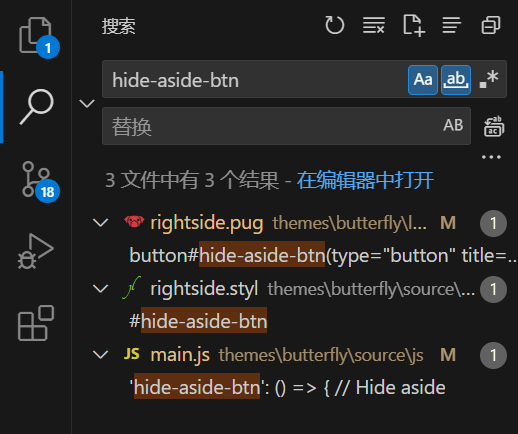 搜索
1
hide-aside-btn
Aa
ab
.*
替换
AB
18
3 文件中有 3 个结果 - 在编辑器中打开
rightside.pug themes\butterfly\l... M 1
button#hide-aside-btn(type="button" title=...
rightside.styl themes\butterfly\source\... 1
#hide-aside-btn
JS main.js themes\butterfly\source\js M 1
'hide-aside-btn': () => { // Hide aside